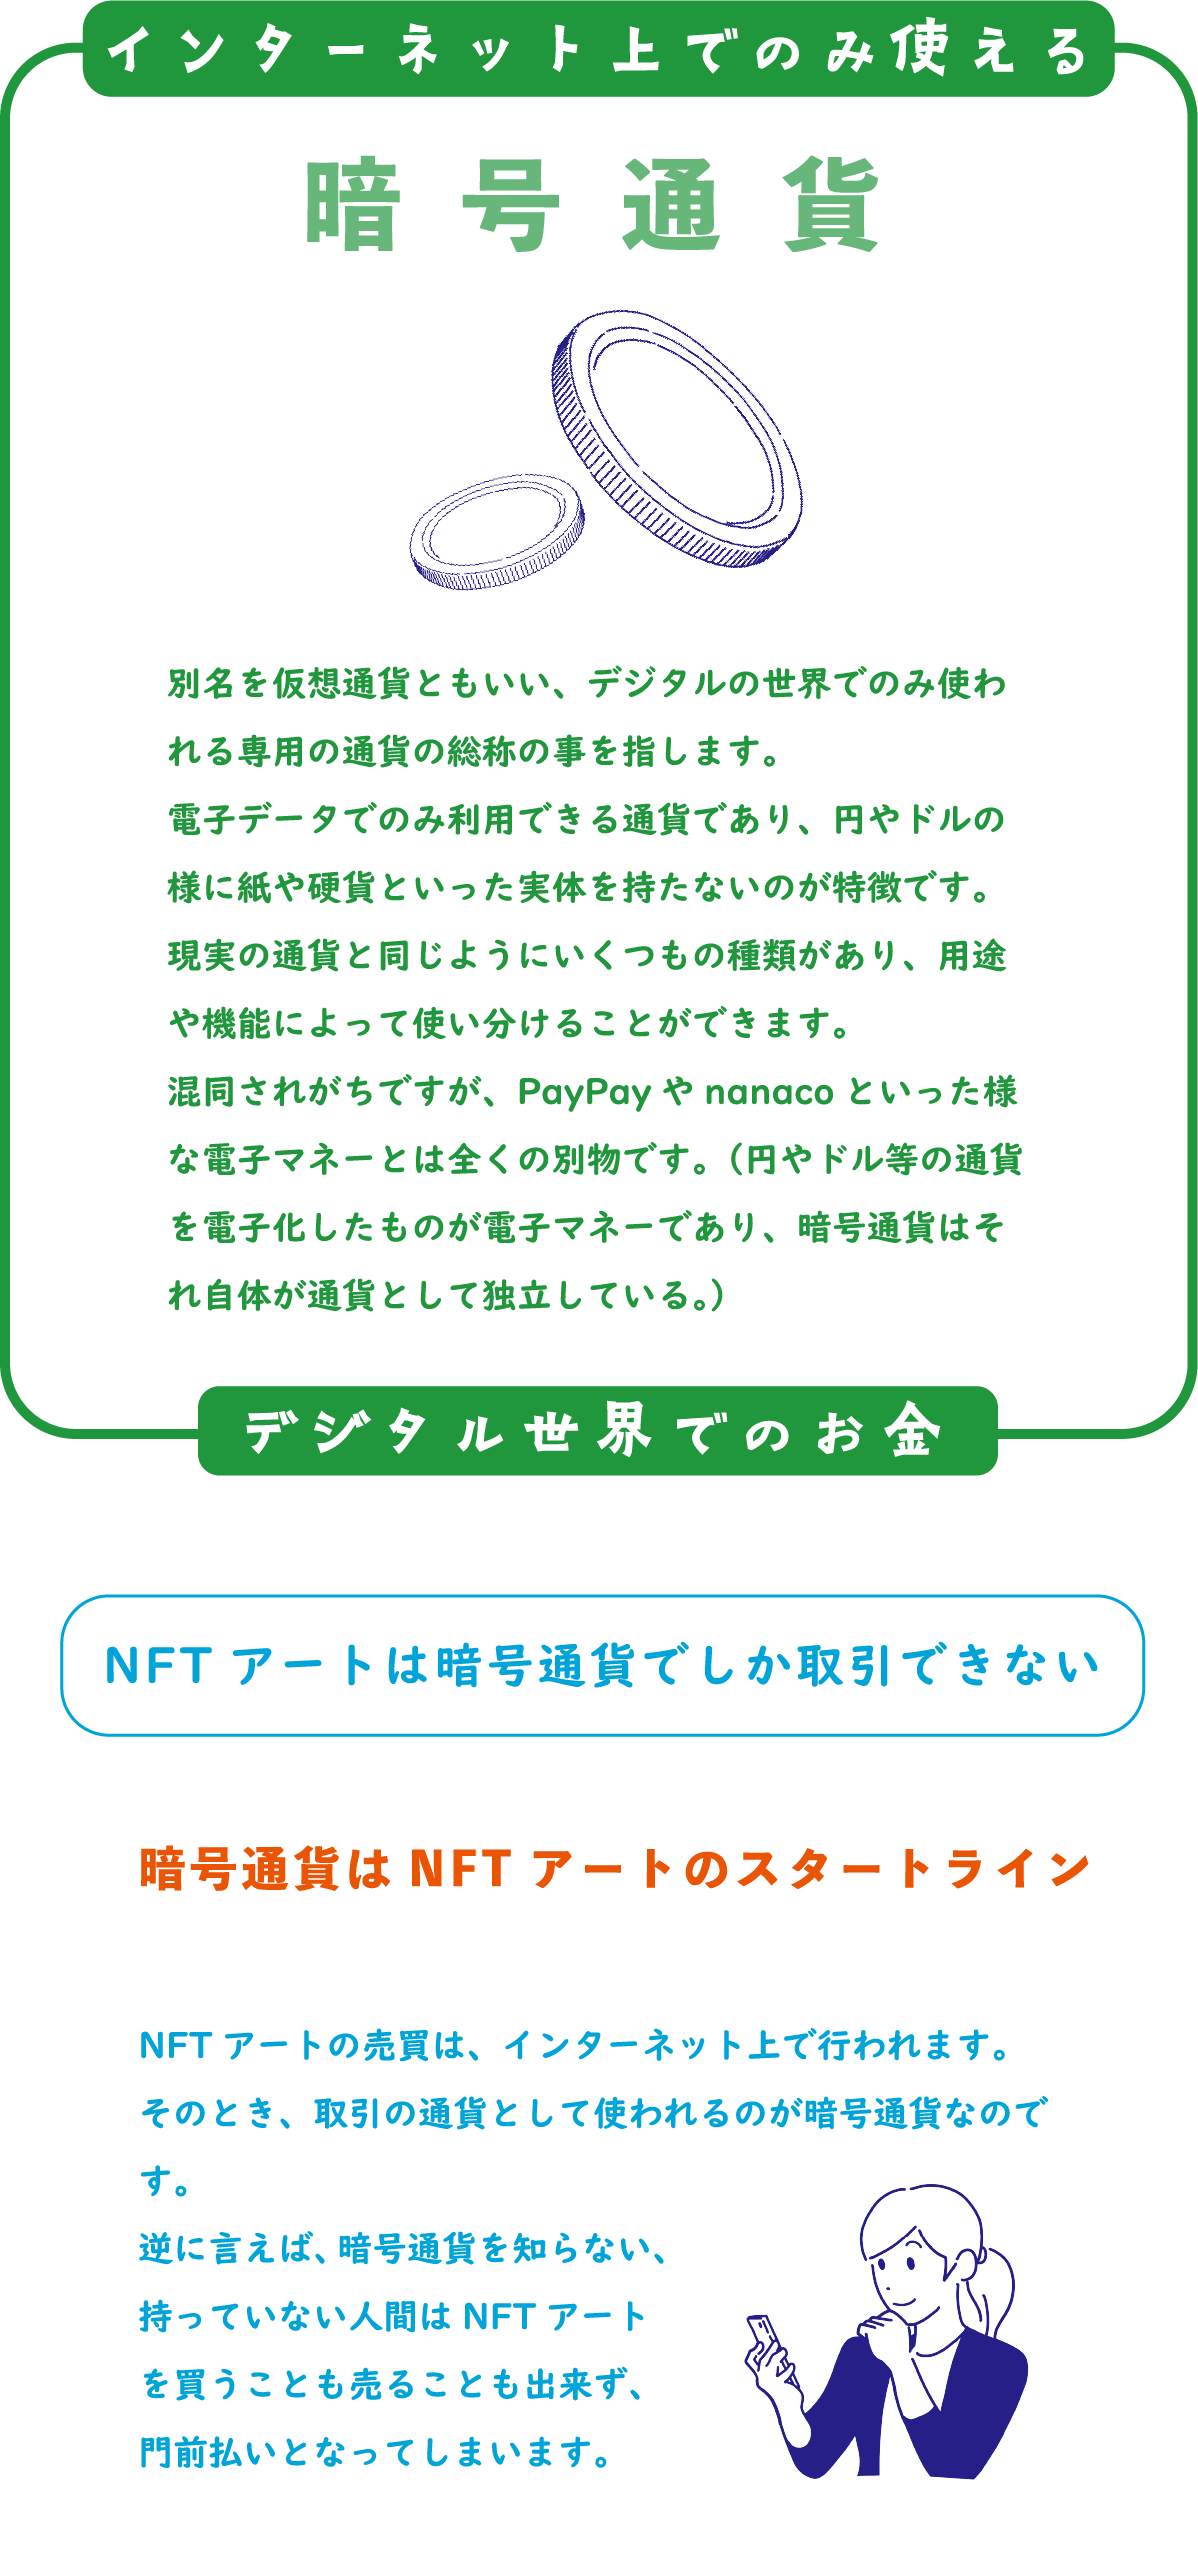 インターネット上でのみ使える
暗号通貨
別名を仮想通貨ともいい、デジタルの世界でのみ使わ
れる専用の通貨の総称の事を指します。
電子データでのみ利用できる通貨であり、円やドルの
様に紙や硬貨といった実体を持たないのが特徴です。
現実の通貨と同じようにいくつもの種類があり、用途
や機能によって使い分けることができます。
混同されがちですが、PayPay や nanaco といった様
な電子マネーとは全くの別物です。（円やドル等の通貨
を電子化したものが電子マネーであり、暗号通貨はそ
れ自体が通貨として独立している。）
デジタル世界でのお金
NFT アートは暗号通貨でしか取引できない
暗号通貨は NFT アートのスタートライン
NFT アートの売買は、インターネット上で行われます。
そのとき、取引の通貨として使われるのが暗号通貨なので
す。
逆に言えば、暗号通貨を知らない、
持っていない人間は NFT アート
を買うことも売ることも出来ず、
門前払いとなってしまいます。